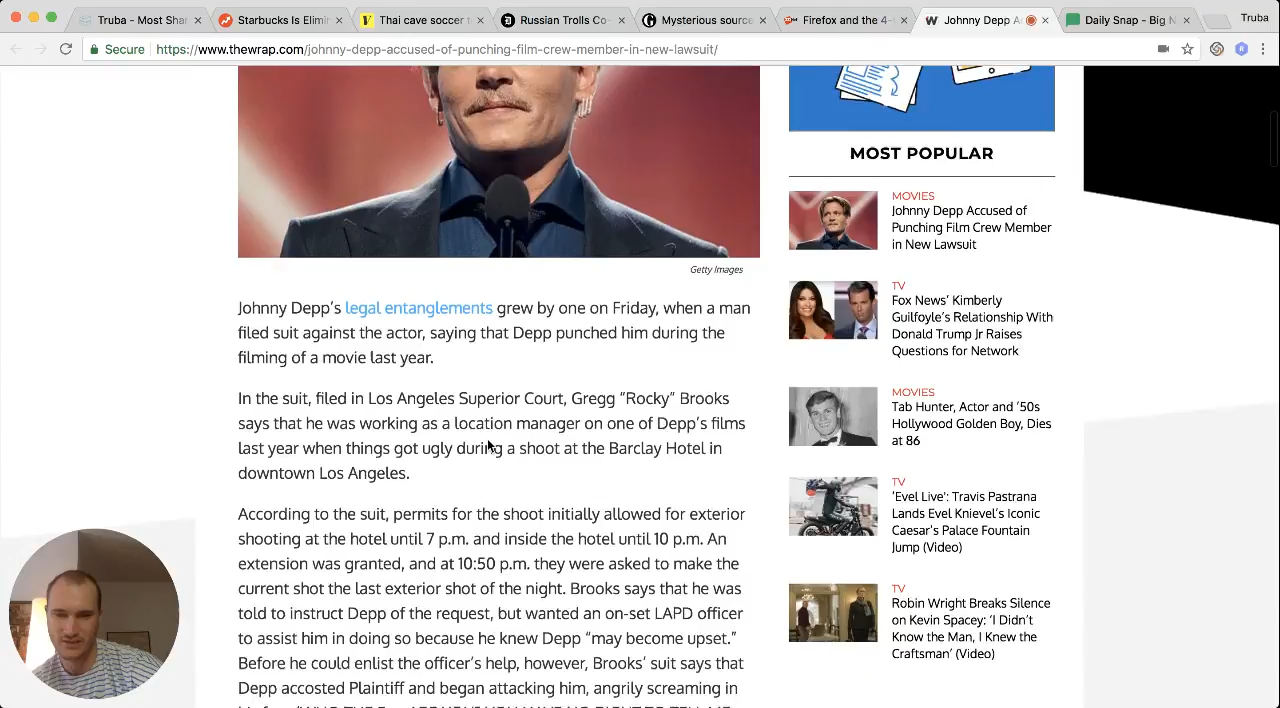 Truba - Most Shar
Starbucks Is Elimi
Thai cave soccer t
Russian Trolls Co-
Mysterious source
Firefox and the 4-
Johnny Depp A
Daily Snap - Big N
Truba
Secure
https://www.thewrap.com/johnny-depp-accused-of-punching-film-crew-member-in-new-lawsuit/
Getty Images
Johnny Depp's legal entanglements grew by one on Friday, when a man
filed suit against the actor, saying that Depp punched him during the
filming of a movie last year.
In the suit, filed in Los Angeles Superior Court, Gregg "Rocky" Brooks
says that he was working as a location manager on one of Depp's films
last year when things got ugly during a shoot at the Barclay Hotel in
downtown Los Angeles.
According to the suit, permits for the shoot initially allowed for exterior
shooting at the hotel until 7 p.m. and inside the hotel until 10 p.m. An
extension was granted, and at 10:50 p.m. they were asked to make the
current shot the last exterior shot of the night. Brooks says that he was
told to instruct Depp of the request, but wanted an on-set LAPD officer
to assist him in doing so because he knew Depp "may become upset."
Before he could enlist the officer's help, however, Brooks' suit says that
Depp accosted Plaintiff and began attacking him, angrily screaming in
MOST POPULAR
MOVIES
Johnny Depp Accused of
Punching Film Crew Member
in New Lawsuit
TV
Fox News' Kimberly
Guilfoyle's Relationship With
Donald Trump Jr Raises
Questions for Network
MOVIES
Tab Hunter, Actor and '50s
Hollywood Golden Boy, Dies
at 86
TV
'Evel Live': Travis Pastrana
Lands Evel Knievel's Iconic
Caesar's Palace Fountain
Jump (Video)
TV
Robin Wright Breaks Silence
on Kevin Spacey: 'I Didn't
Know the Man, I Knew the
Craftsman' (Video)